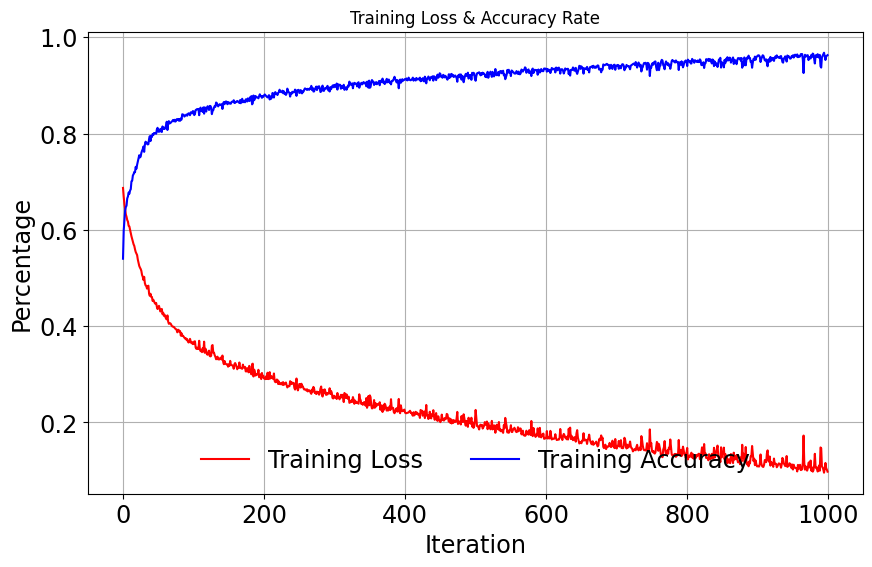 Training Loss & Accuracy Rate
1.0
0.8
0.6
0.4
0.2
Percentage
Training Loss
Training Accuracy
0 200 400 600 800 1000
Iteration